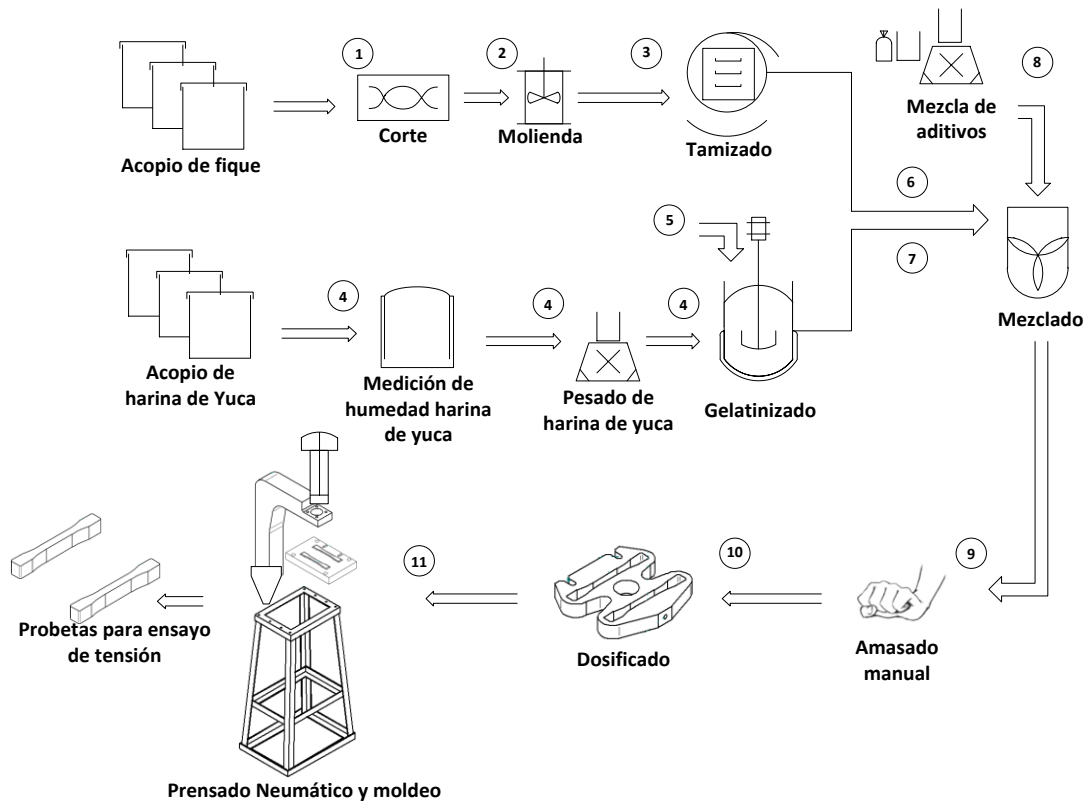 1
2
3
8
Corte
Molienda
Tamizado
Mezcla de
aditivos
Acopio de fique
6
5
7
4
4
4
Mezclado
Acopio de
harina de Yuca
Medición de
humedad harina
de yuca
Pesado de
harina de yuca
Gelatinizado
11
10
9
Probetas para ensayo
de tensión
Dosificado
Amasado
manual
Prensado Neumático y moldeo